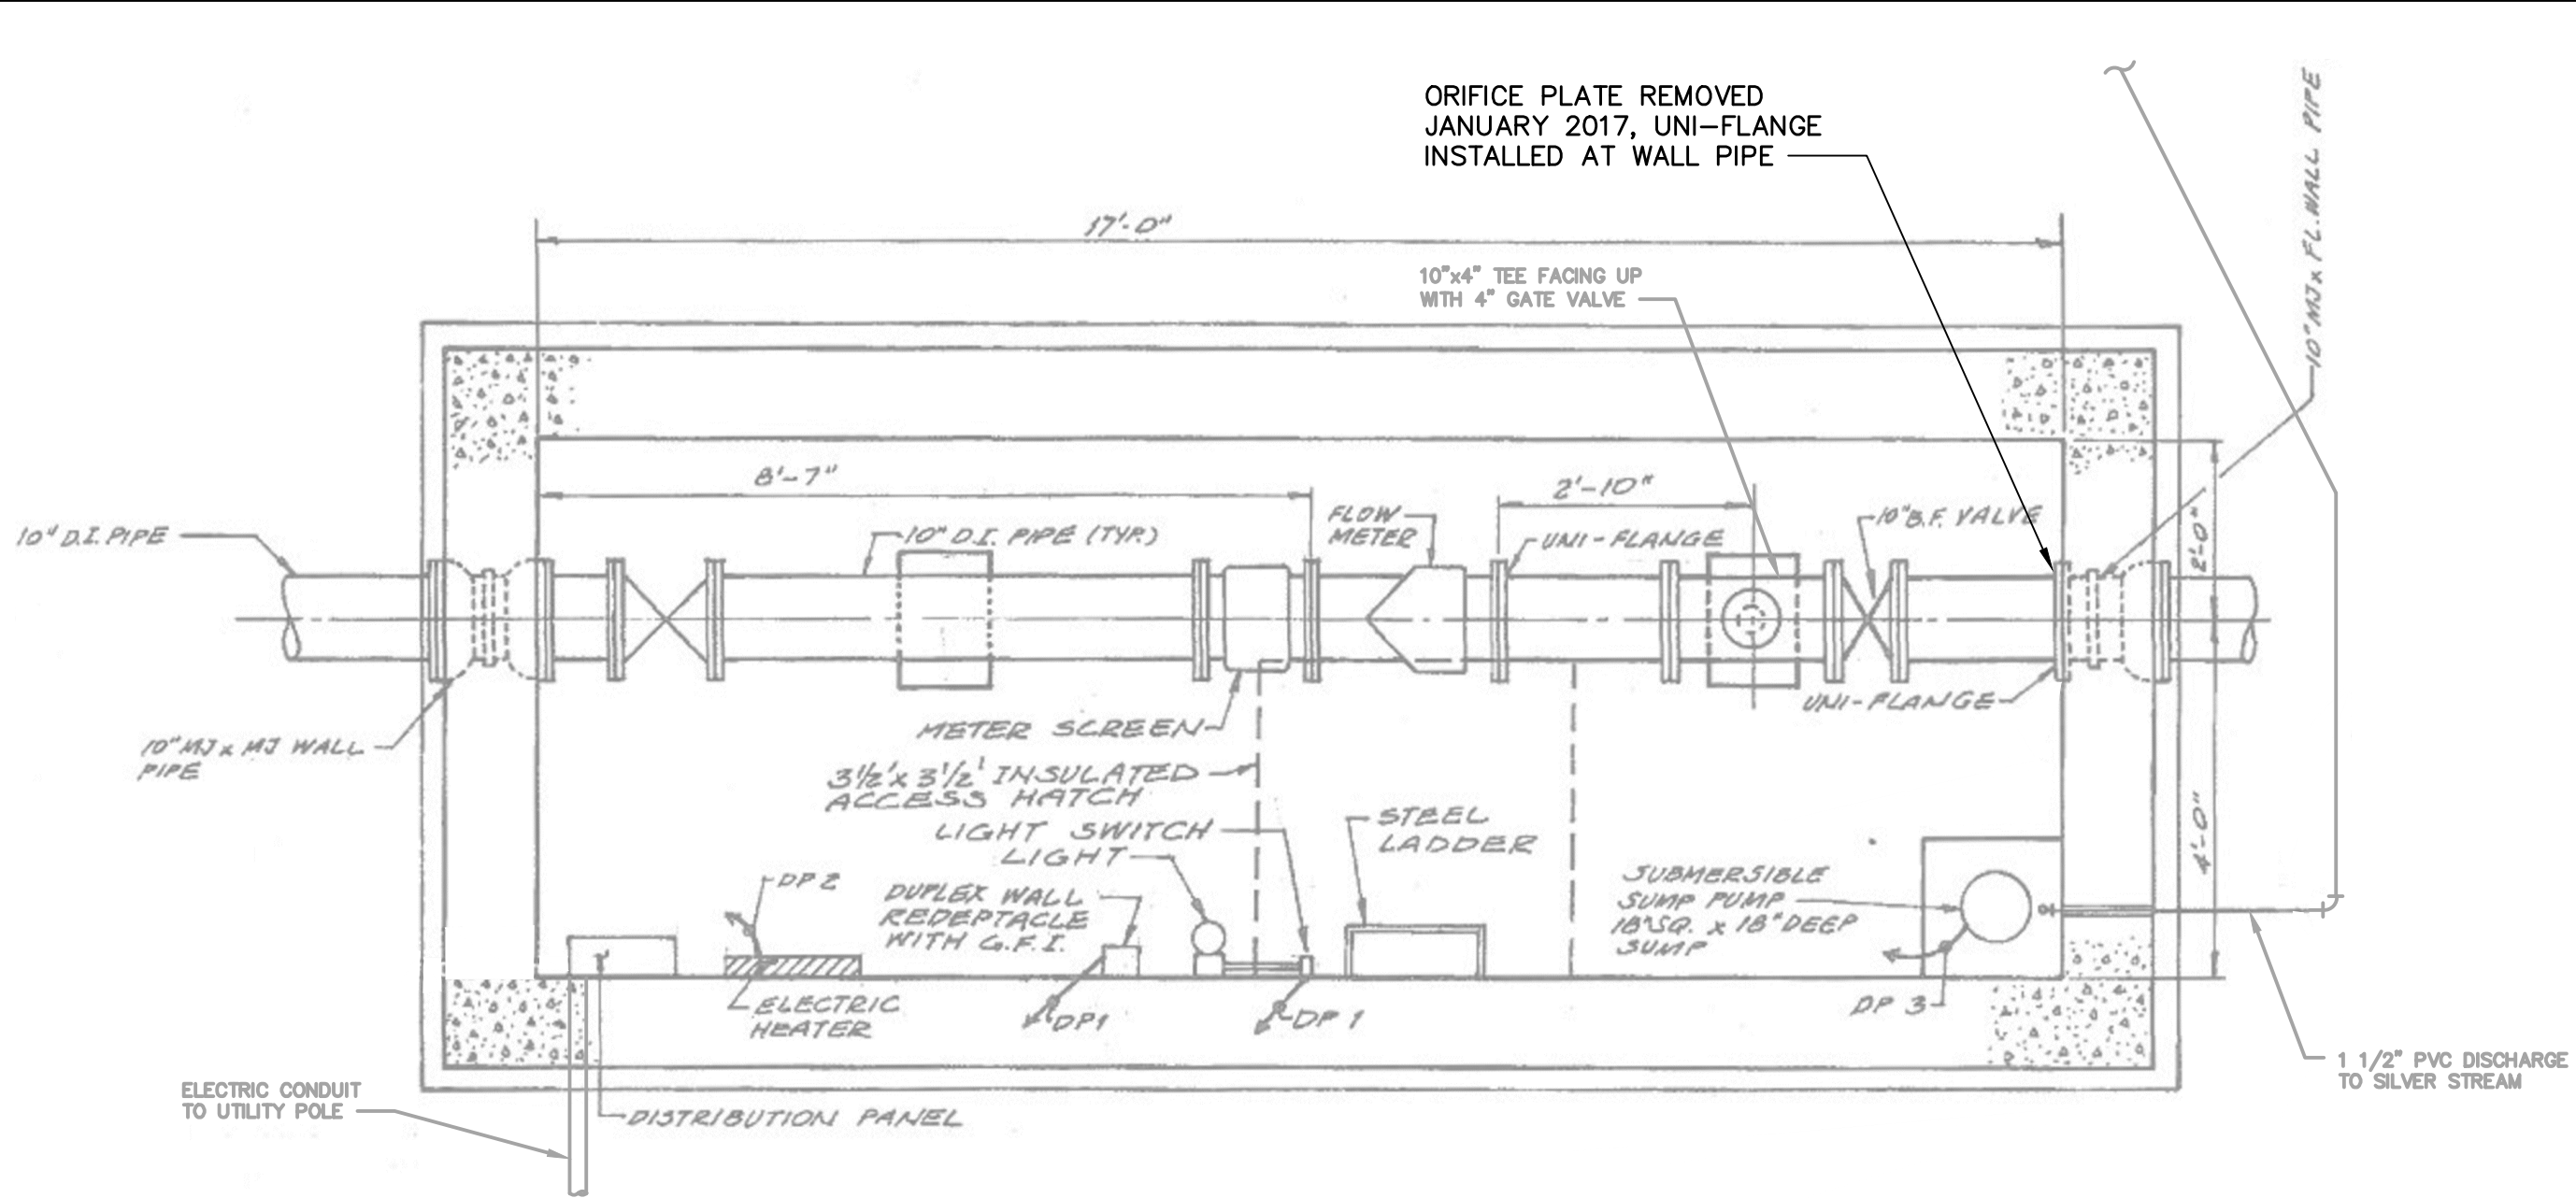 ORIFICE PLATE REMOVED
JANUARY 2017, UNI-FLANGE
INSTALLED AT WALL PIPE
10" MJ x FL. WALL PIPE
17'-0"
10"x4" TEE FACING UP
WITH 4" GATE VALVE
8'-7"
2'-10"
FLOW
METER
10" B.F. VALVE
10" D.I. PIPE
10" D.I. PIPE (TYP.)
UNI-FLANGE
2'-0"
UNI-FLANGE
METER SCREEN
10" MJ x MJ WALL
PIPE
3 1/2' x 3 1/2' INSULATED
ACCESS HATCH
LIGHT SWITCH
LIGHT
STEEL
LADDER
4'-0"
DP 2
DUPLEX WALL
REDEPTACLE
WITH G.F.I.
SUBMERSIBLE
SUMP PUMP
18" SQ. x 18" DEEP
SUMP
ELECTRIC
HEATER
DP1
DP 1
DP 3
1 1/2" PVC DISCHARGE
TO SILVER STREAM
ELECTRIC CONDUIT
TO UTILITY POLE
DISTRIBUTION PANEL